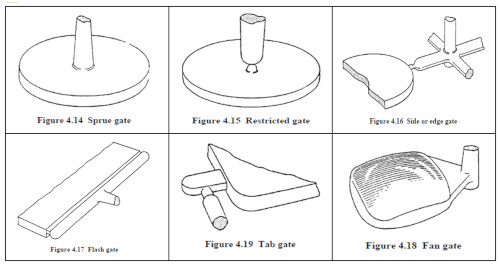 Figure 4.14 Sprue gate
Figure 4.15 Restricted gate
Figure 4.16 Side or edge gate
Figure 4.17 Flash gate
Figure 4.19 Tab gate
Figure 4.18 Fan gate